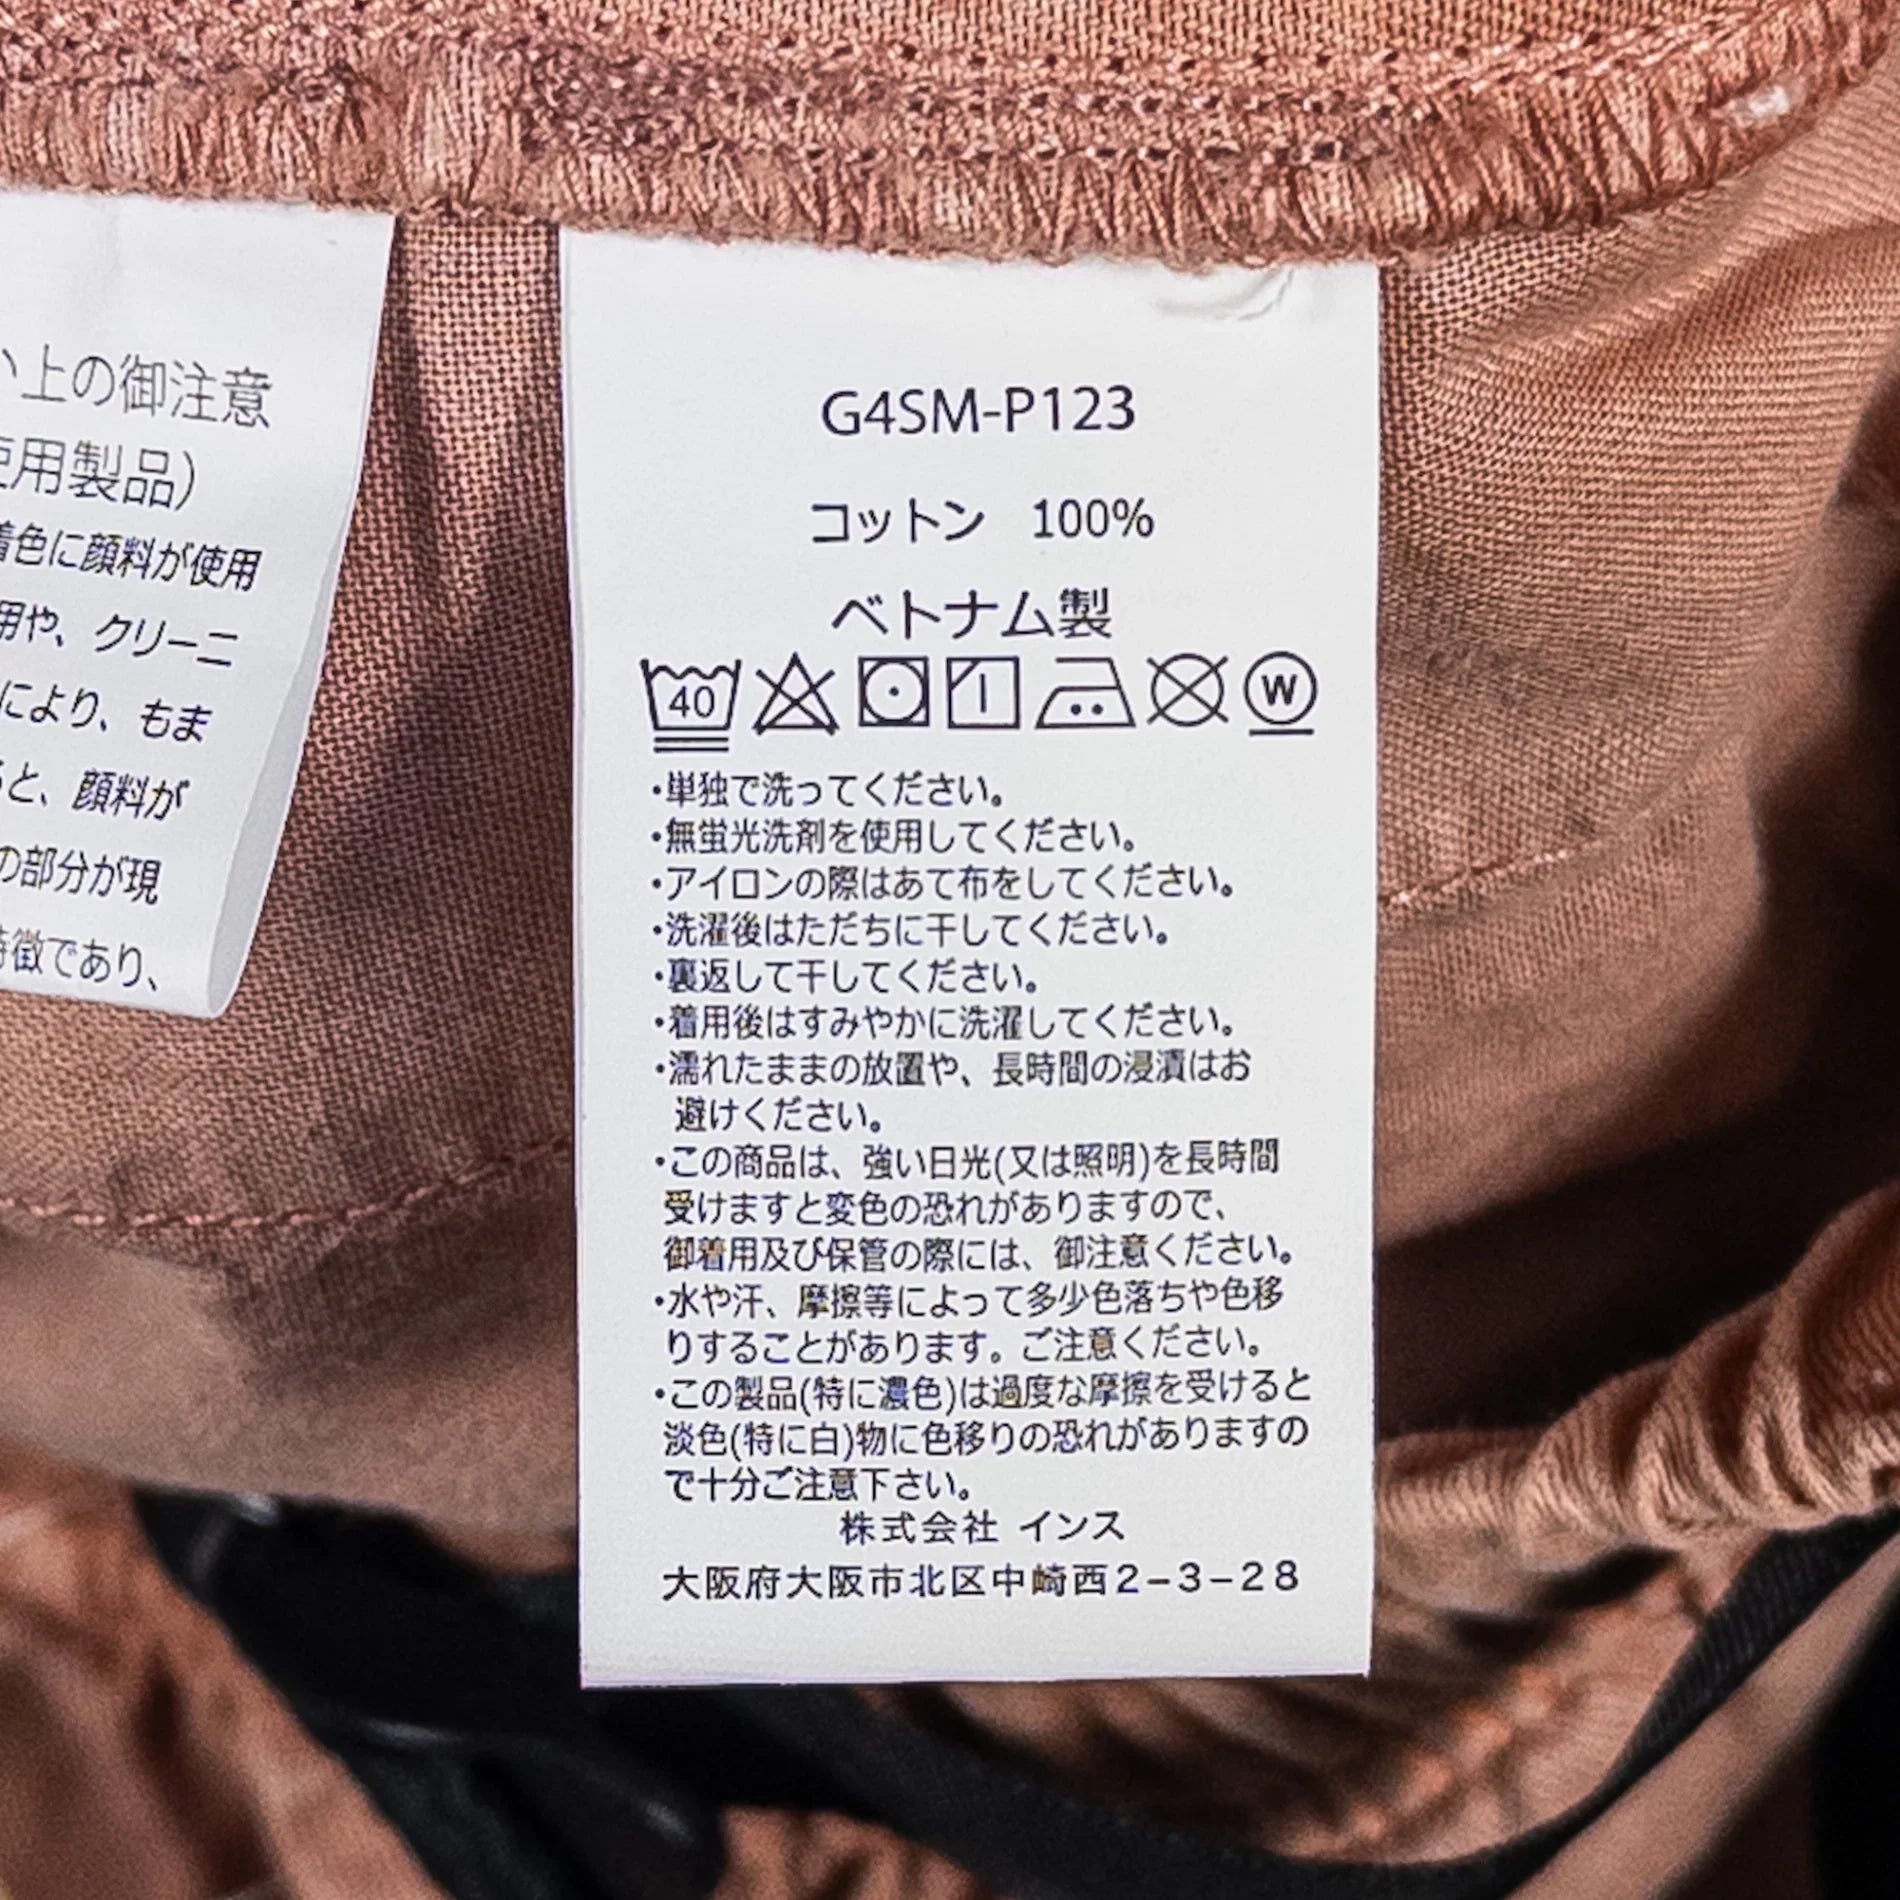 い上の御注意
使用製品)
着色に顔料が使用
用や、クリーニ
により、もま
ると、顔料が
の部分が現
特徴であり、
G4SM-P123
コットン 100%
ベトナム製
40 W
・単独で洗ってください。
・無蛍光洗剤を使用してください。
・アイロンの際はあて布をしてください。
・洗濯後はただちに干してください。
・裏返して干してください。
・着用後はすみやかに洗濯してください。
・濡れたままの放置や、長時間の浸漬はお
避けください。
・この商品は、強い日光(又は照明)を長時間
受けますと変色の恐れがありますので、
御着用及び保管の際には、御注意ください。
・水や汗、摩擦等によって多少色落ちや色移
りすることがあります。ご注意ください。
・この製品(特に濃色)は過度な摩擦を受けると
淡色(特に白)物に色移りの恐れがありますの
で十分ご注意下さい。
株式会社 インス
大阪府大阪市北区中崎西2-3-28